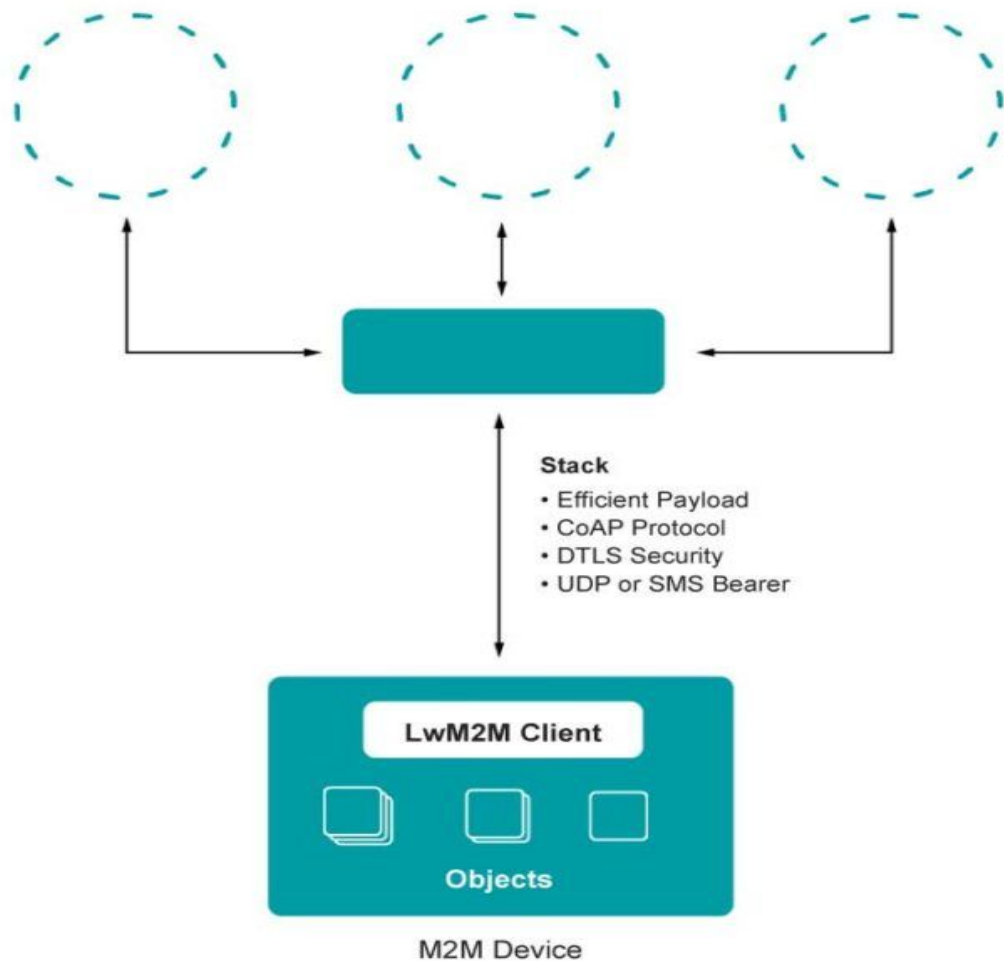 Stack
• Efficient Payload
• CoAP Protocol
• DTLS Security
• UDP or SMS Bearer
LwM2M Client
Objects
M2M Device